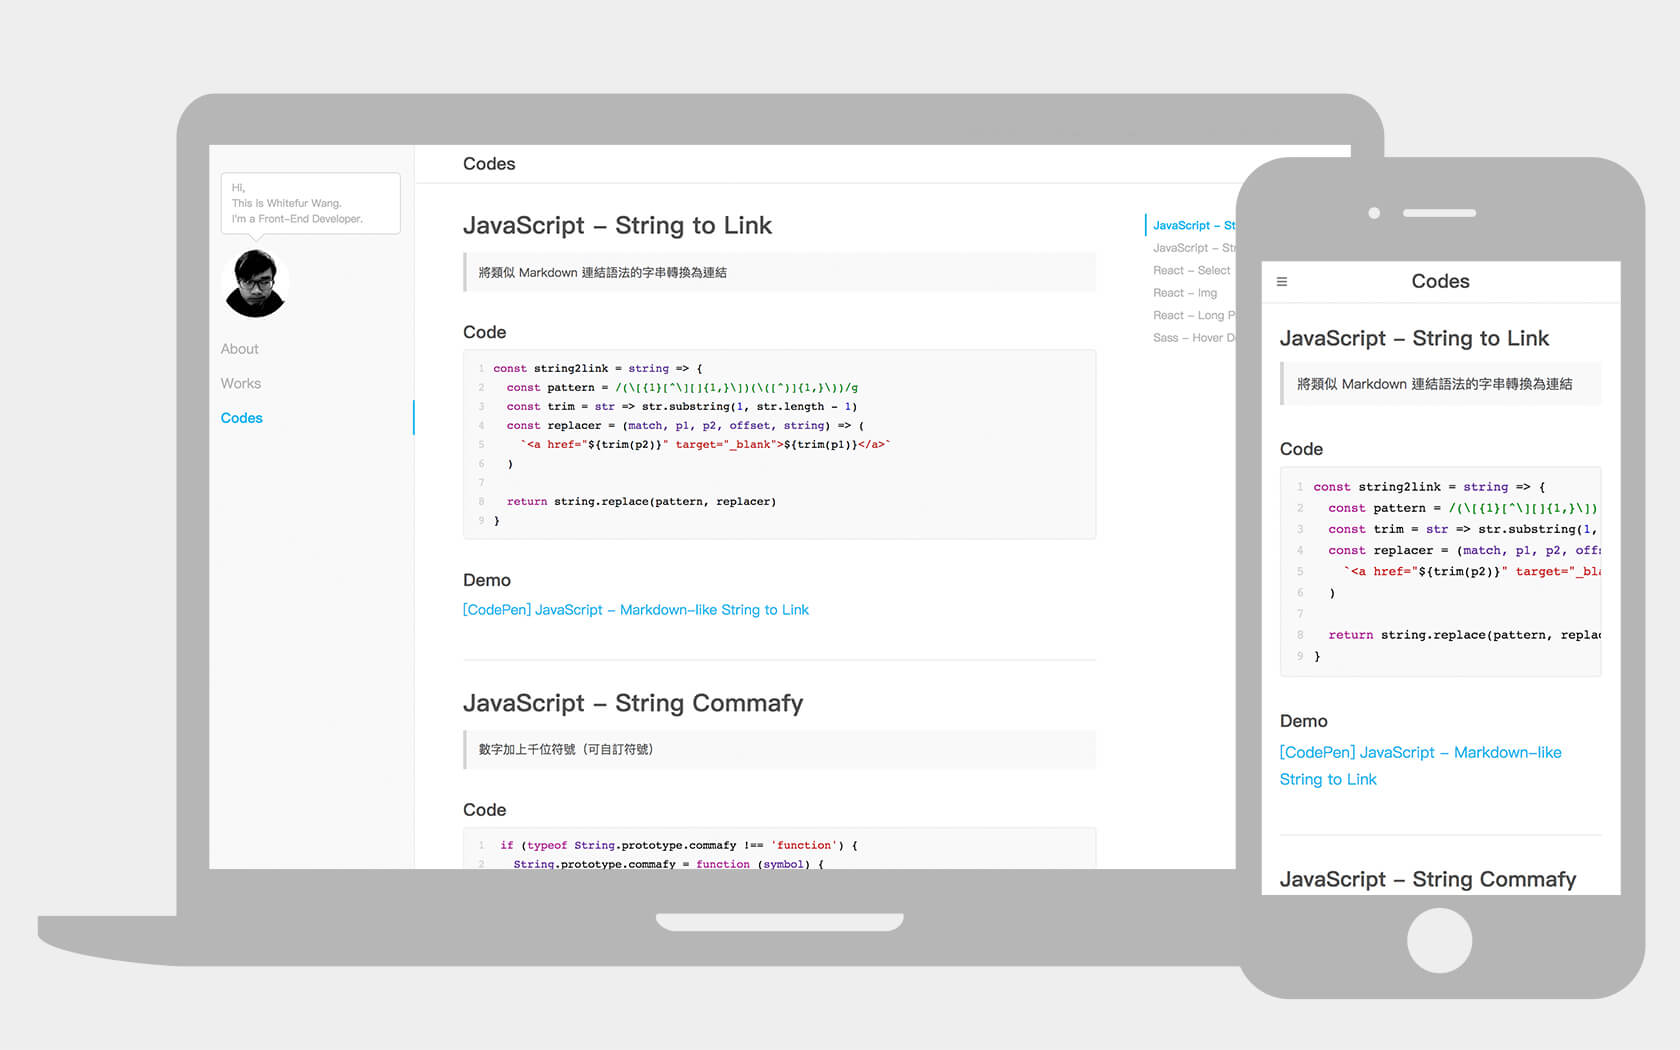 Hi,
This is Whitefur Wang.
I'm a Front-End Developer.
About
Works
Codes
Codes
JavaScript – String to Link
將類似 Markdown 連結語法的字串轉換為連結
Code
1 const string2link = string => {
2 const pattern = /(\[{1}[^\][]{1,}\])(\([^)]{1,}\))/g
3 const trim = str => str.substring(1, str.length - 1)
4 const replacer = (match, p1, p2, offset, string) => (
5 `<a href="${trim(p2)}" target="_blank">${trim(p1)}</a>`
6 )
7
8 return string.replace(pattern, replacer)
9 }
Demo
[CodePen] JavaScript – Markdown-like String to Link
JavaScript – String Commafy
數字加上千位符號（可自訂符號）
Code
1 if (typeof String.prototype.commafy !== 'function') {
2 String.prototype.commafy = function (symbol) {
JavaScript – St
JavaScript – Str
React – Select
React – Img
React – Long P
Sass – Hover D
Codes
JavaScript – String to Link
將類似 Markdown 連結語法的字串轉換為連結
Code
1 const string2link = string => {
2 const pattern = /(\[{1}[^\][]{1,}\])
3 const trim = str => str.substring(1,
4 const replacer = (match, p1, p2, offs
5 `<a href="${trim(p2)}" target="_bla
6 )
7
8 return string.replace(pattern, replac
9 }
Demo
[CodePen] JavaScript – Markdown-like
String to Link
JavaScript – String Commafy